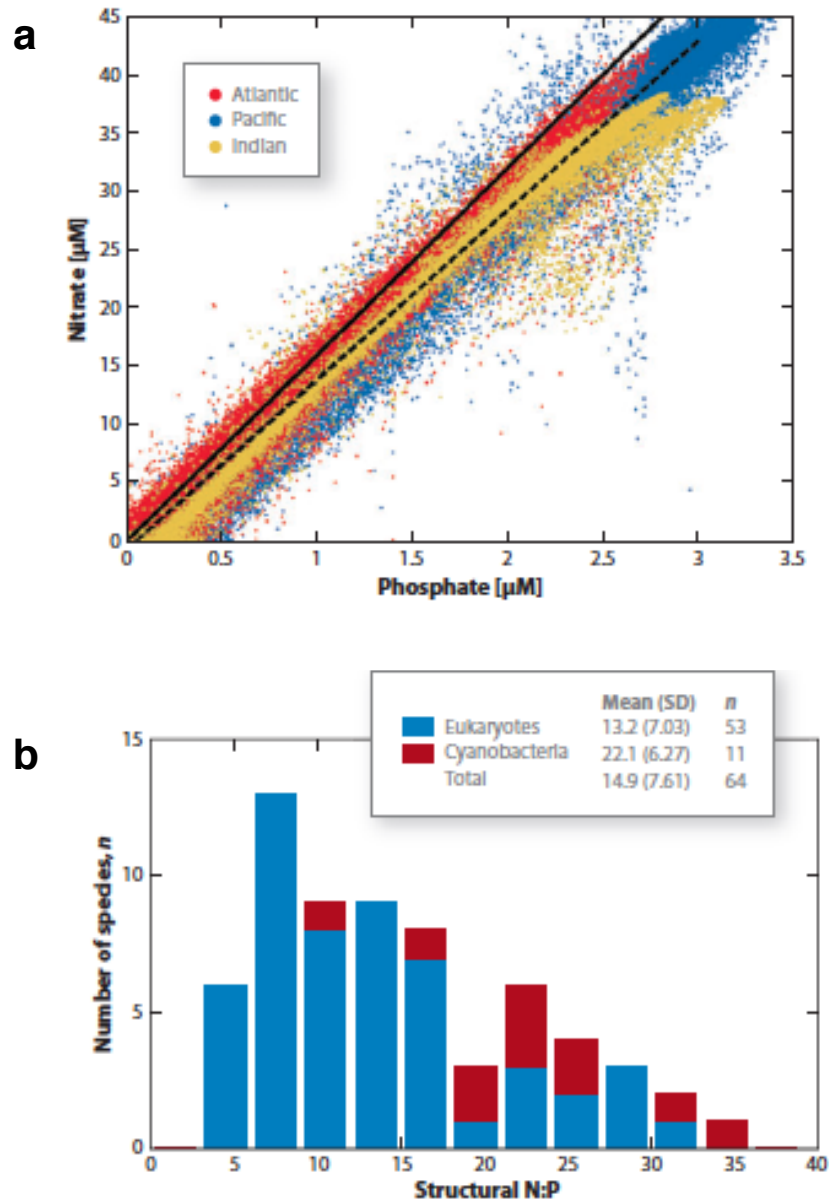 a
45
40
35
30
25
20
15
10
5
0
Nitrate [µM]
Atlantic
Pacific
Indian
0 0.5 1 1.5 2 2.5 3 3.5
Phosphate [µM]
b
Mean (SD) n
Eukaryotes 13.2 (7.03) 53
Cyanobacteria 22.1 (6.27) 11
Total 14.9 (7.61) 64
15
10
5
0
Number of spedes, n
0 5 10 15 20 25 30 35 40
Structural N:P